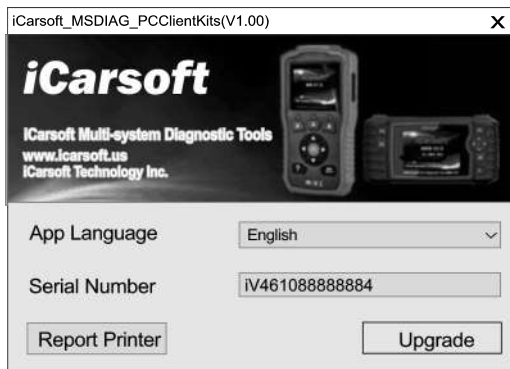 iCarsoft_MSDIAG_PCClientKits(V1.00) X
iCarsoft
iCarsoft Multi-system Diagnostic Tools
www.icarsoft.us
iCarsoft Technology Inc.
App Language English
Serial Number iV461088888884
Report Printer Upgrade